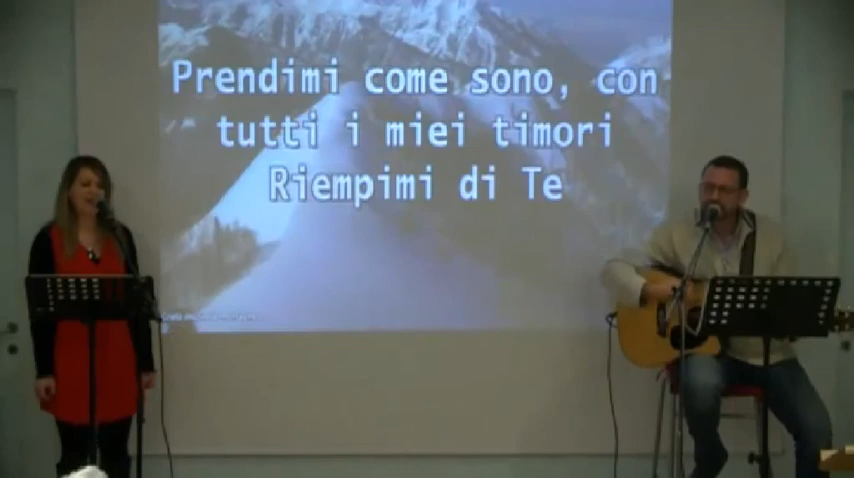 Prendimi come sono, con
tutti i miei timori
Riempimi di Te